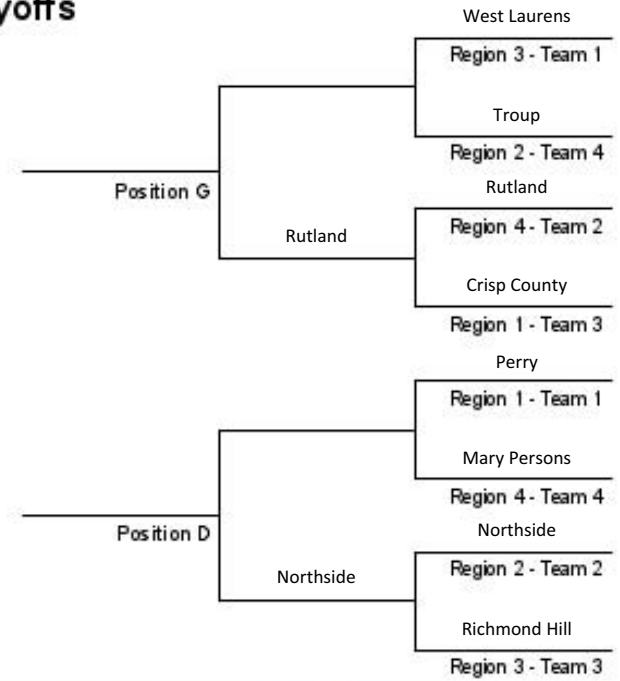 West Laurens
Region 3 - Team 1
Troup
Region 2 - Team 4
Position G
Rutland
Region 4 - Team 2
Rutland
Crisp County
Region 1 - Team 3
Perry
Region 1 - Team 1
Mary Persons
Region 4 - Team 4
Position D
Northside
Region 2 - Team 2
Northside
Richmond Hill
Region 3 - Team 3